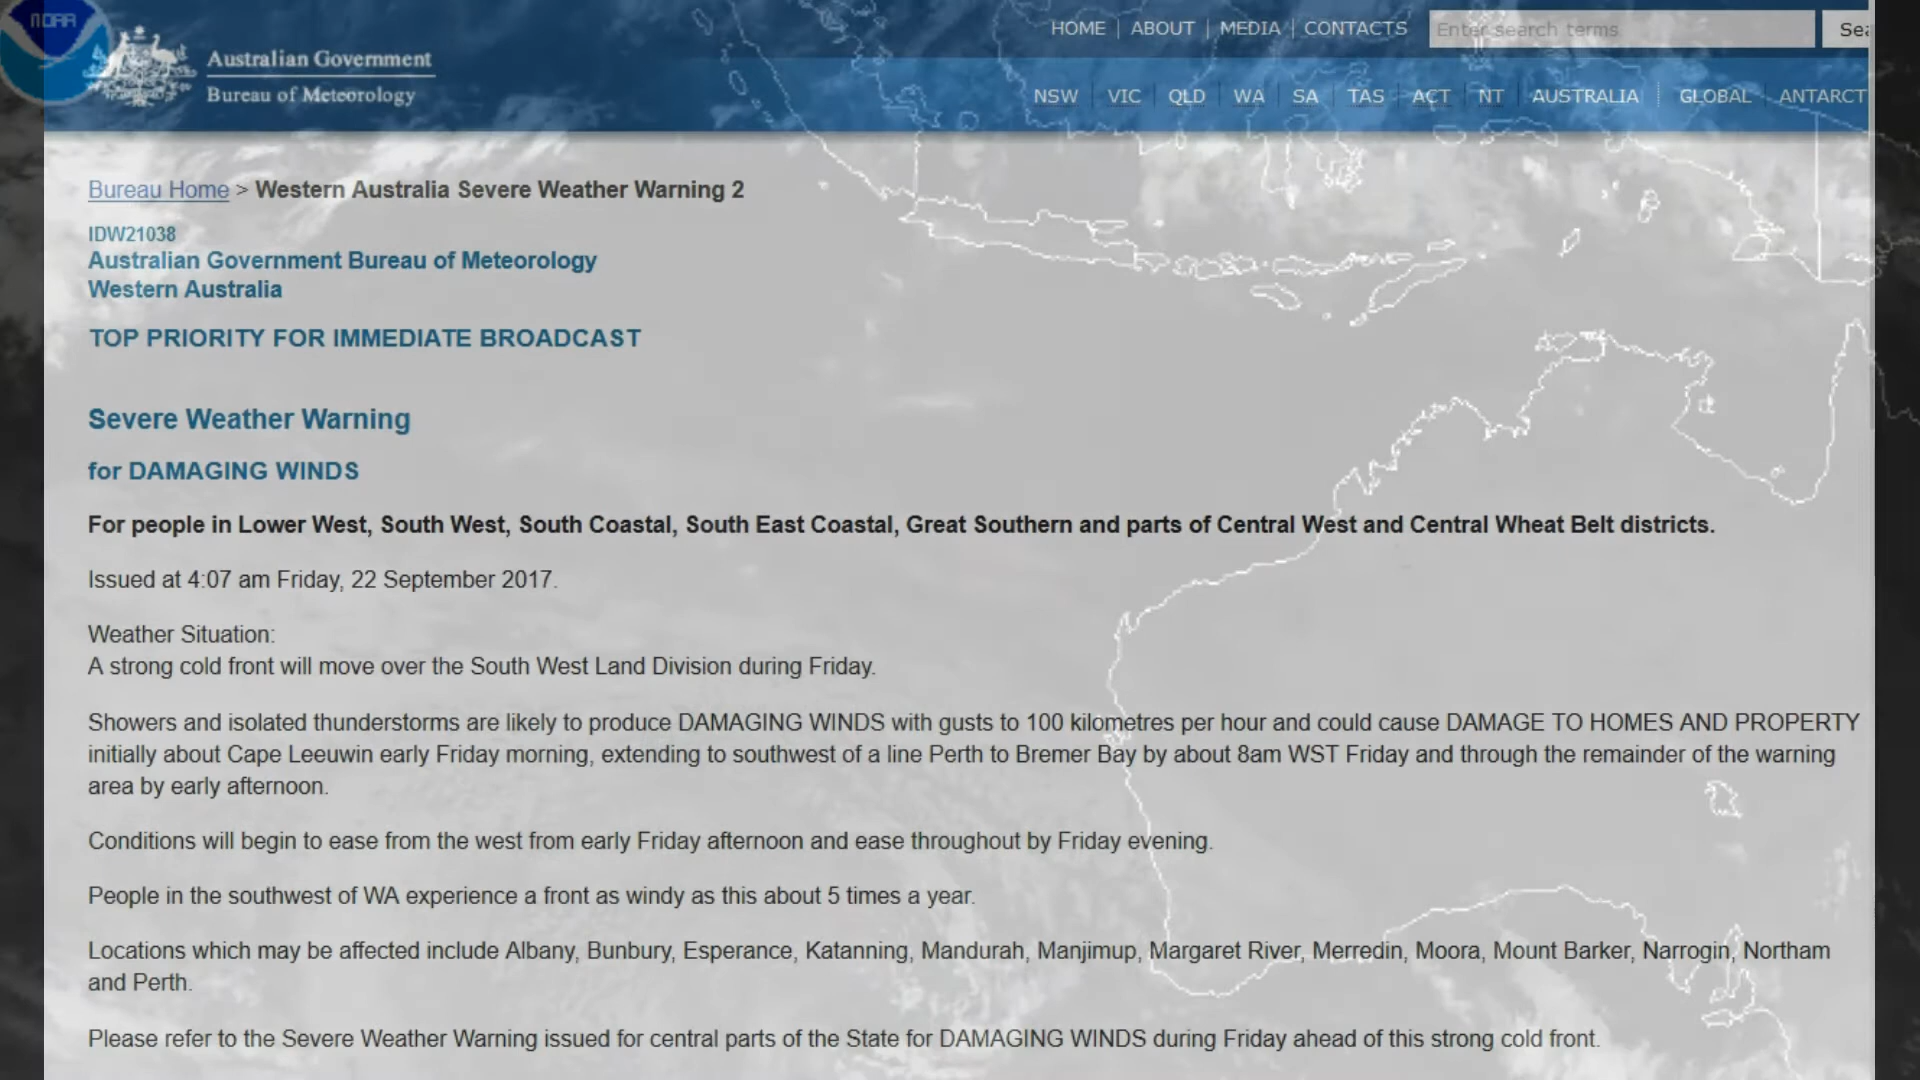 NOAA
HOME | ABOUT | MEDIA | CONTACTS
Enter search terms
Australian Government
Bureau of Meteorology
NSW VIC QLD WA SA TAS ACT NT AUSTRALIA GLOBAL
Bureau Home > Western Australia Severe Weather Warning 2
IDW21038
Australian Government Bureau of Meteorology
Western Australia
TOP PRIORITY FOR IMMEDIATE BROADCAST
Severe Weather Warning
for DAMAGING WINDS
For people in Lower West, South West, South Coastal, South East Coastal, Great Southern and parts of Central West and Central Wheat Belt districts.
Issued at 4:07 am Friday, 22 September 2017.
Weather Situation:
A strong cold front will move over the South West Land Division during Friday.
Showers and isolated thunderstorms are likely to produce DAMAGING WINDS with gusts to 100 kilometres per hour and could cause DAMAGE TO HOMES AND PROPERTY
initially about Cape Leeuwin early Friday morning, extending to southwest of a line Perth to Bremer Bay by about 8am WST Friday and through the remainder of the warning
area by early afternoon.
Conditions will begin to ease from the west from early Friday afternoon and ease throughout by Friday evening.
People in the southwest of WA experience a front as windy as this about 5 times a year.
Locations which may be affected include Albany, Bunbury, Esperance, Katanning, Mandurah, Manjimup, Margaret River, Merredin, Moora, Mount Barker, Narrogin, Northam
and Perth.
Please refer to the Severe Weather Warning issued for central parts of the State for DAMAGING WINDS during Friday ahead of this strong cold front.